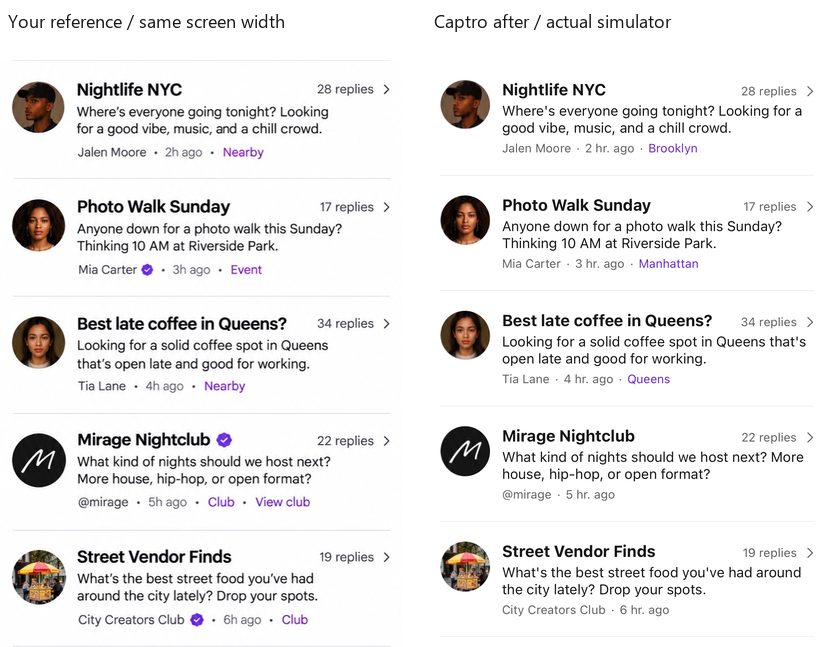 Your reference / same screen width
Nightlife NYC 28 replies
Where’s everyone going tonight? Looking
for a good vibe, music, and a chill crowd.
Jalen Moore • 2h ago • Nearby
Photo Walk Sunday 17 replies
Anyone down for a photo walk this Sunday?
Thinking 10 AM at Riverside Park.
Mia Carter • 3h ago • Event
Best late coffee in Queens? 34 replies
Looking for a solid coffee spot in Queens
that’s open late and good for working.
Tia Lane • 4h ago • Nearby
Mirage Nightclub 22 replies
What kind of nights should we host next?
More house, hip-hop, or open format?
@mirage • 5h ago • Club • View club
Street Vendor Finds 19 replies
What’s the best street food you’ve had
around the city lately? Drop your spots.
City Creators Club • 6h ago • Club
Captro after / actual simulator
Nightlife NYC 28 replies
Where's everyone going tonight? Looking for a
good vibe, music, and a chill crowd.
Jalen Moore · 2 hr. ago · Brooklyn
Photo Walk Sunday 17 replies
Anyone down for a photo walk this Sunday?
Thinking 10 AM at Riverside Park.
Mia Carter · 3 hr. ago · Manhattan
Best late coffee in Queens? 34 replies
Looking for a solid coffee spot in Queens that's
open late and good for working.
Tia Lane · 4 hr. ago · Queens
Mirage Nightclub 22 replies
What kind of nights should we host next? More
house, hip-hop, or open format?
@mirage · 5 hr. ago
Street Vendor Finds 19 replies
What's the best street food you've had around
the city lately? Drop your spots.
City Creators Club · 6 hr. ago